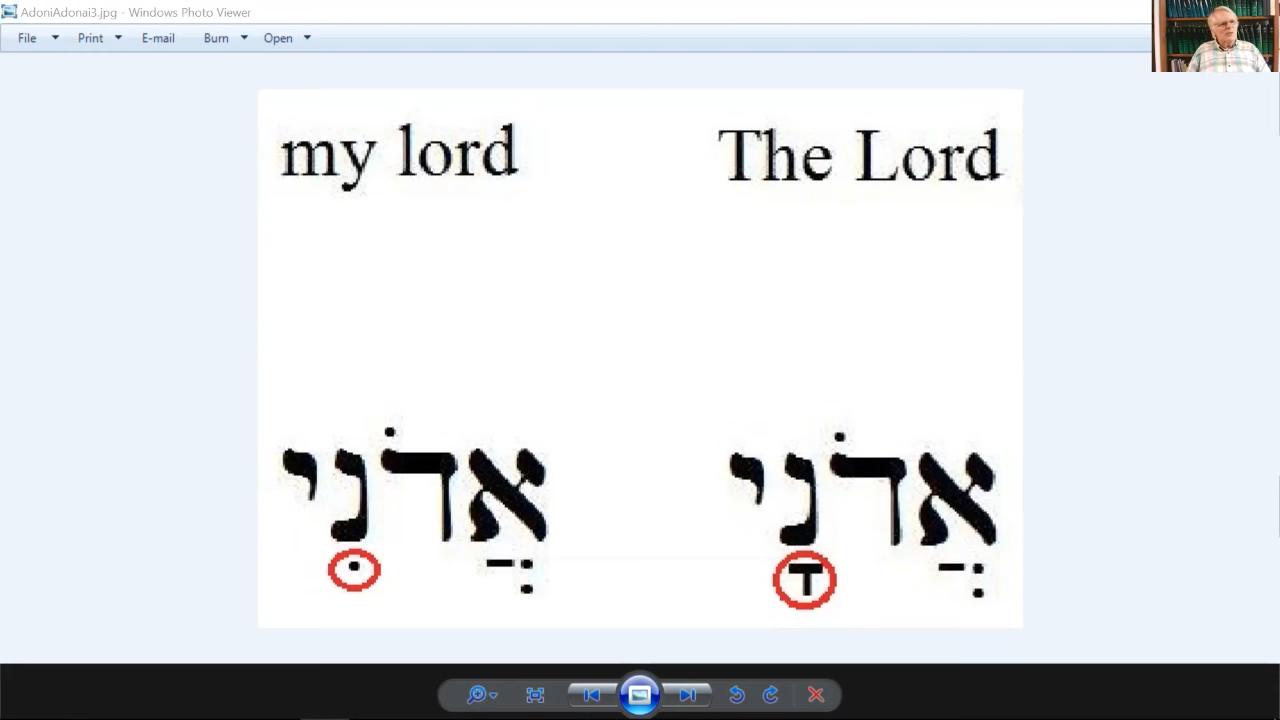 AdoniAdonai3.jpg - Windows Photo Viewer
File Print E-mail Burn Open
my lord The Lord
אֲדֹנִי אֲדֹנָי